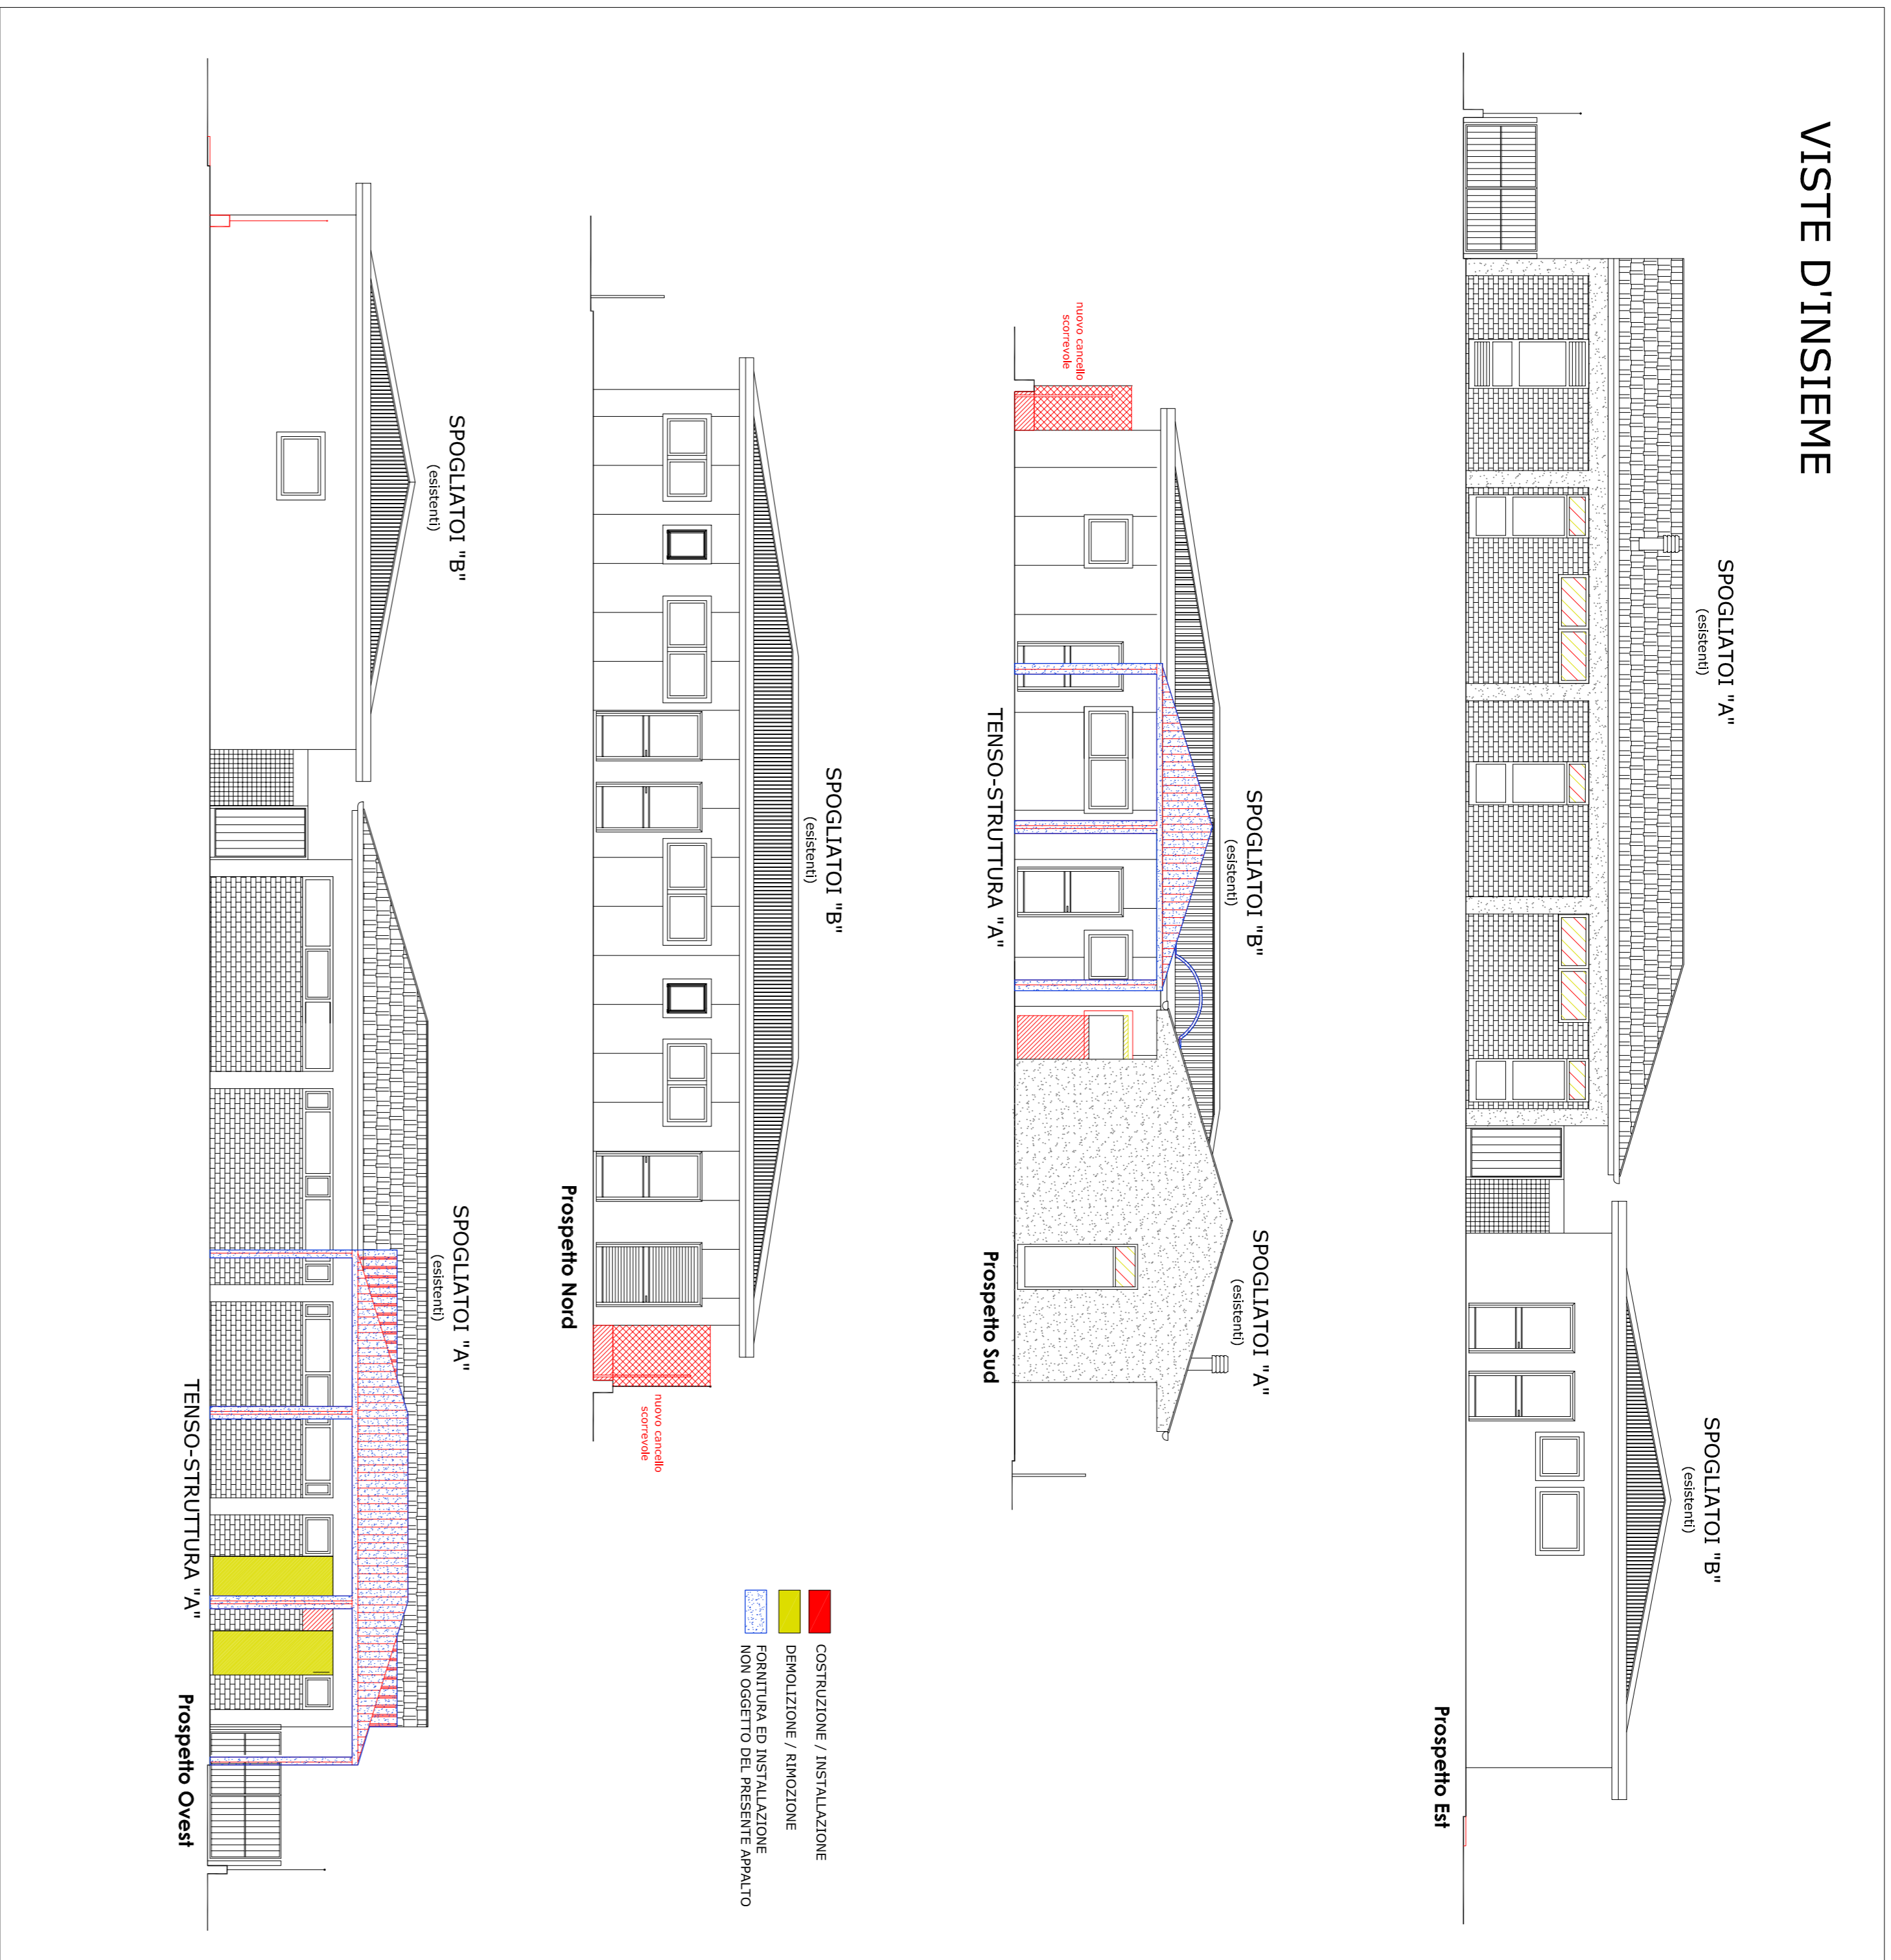 VISTE D'INSIEME
SPOGLIATOI "A"
(esistenti)
SPOGLIATOI "B"
(esistenti)
Prospetto Est
nuovo cancello
scorrevole
SPOGLIATOI "B"
(esistenti)
SPOGLIATOI "A"
(esistenti)
TENSO-STRUTTURA "A"
Prospetto Sud
SPOGLIATOI "B"
(esistenti)
nuovo cancello
scorrevole
Prospetto Nord
COSTRUZIONE / INSTALLAZIONE
DEMOLIZIONE / RIMOZIONE
FORNITURA ED INSTALLAZIONE
NON OGGETTO DEL PRESENTE APPALTO
SPOGLIATOI "B"
(esistenti)
SPOGLIATOI "A"
(esistenti)
TENSO-STRUTTURA "A"
Prospetto Ovest